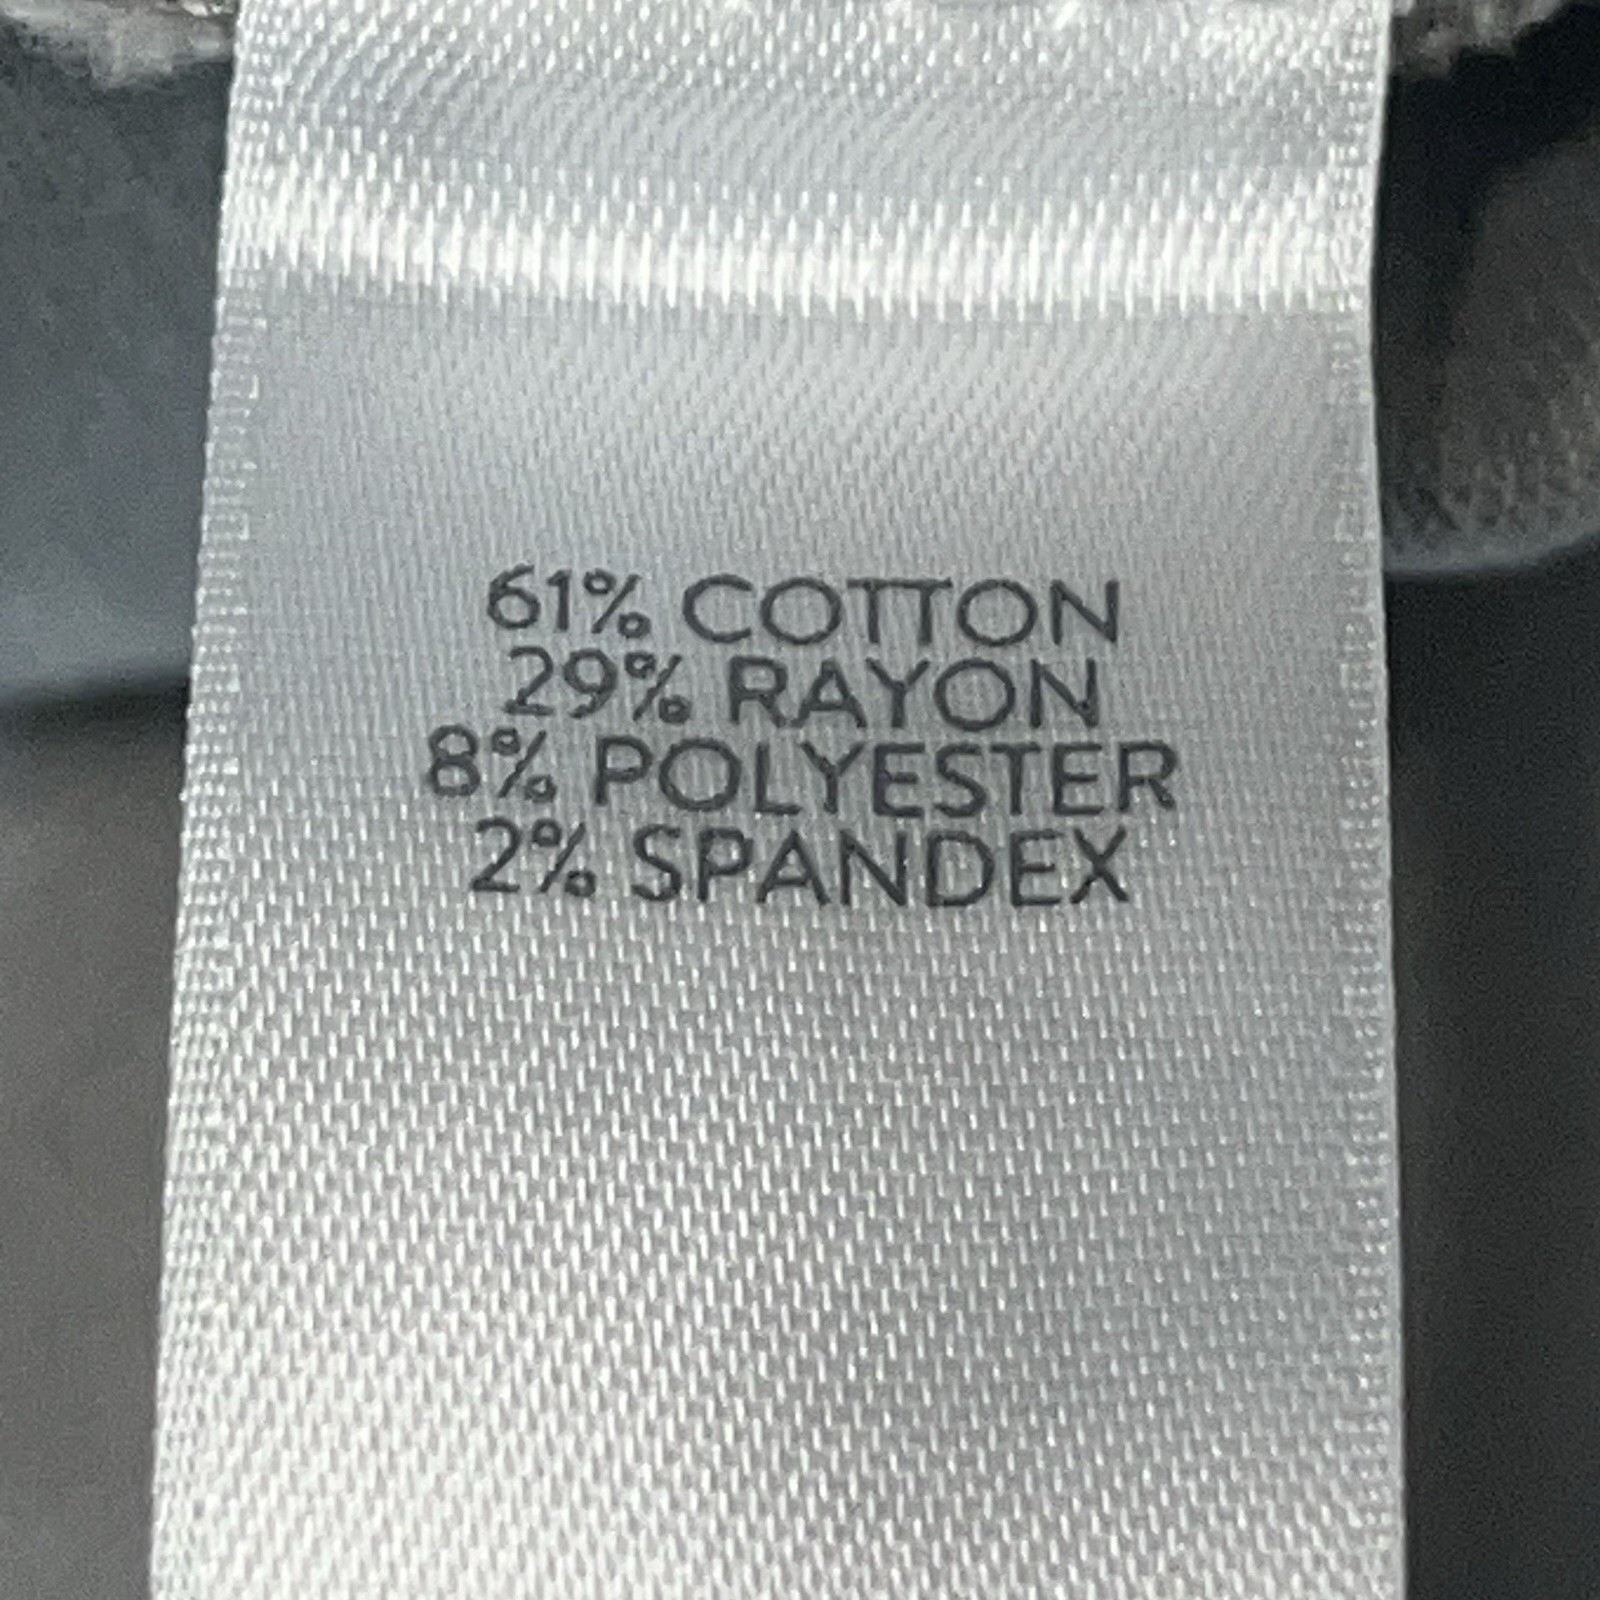 61% COTTON
29% RAYON
8% POLYESTER
2% SPANDEX